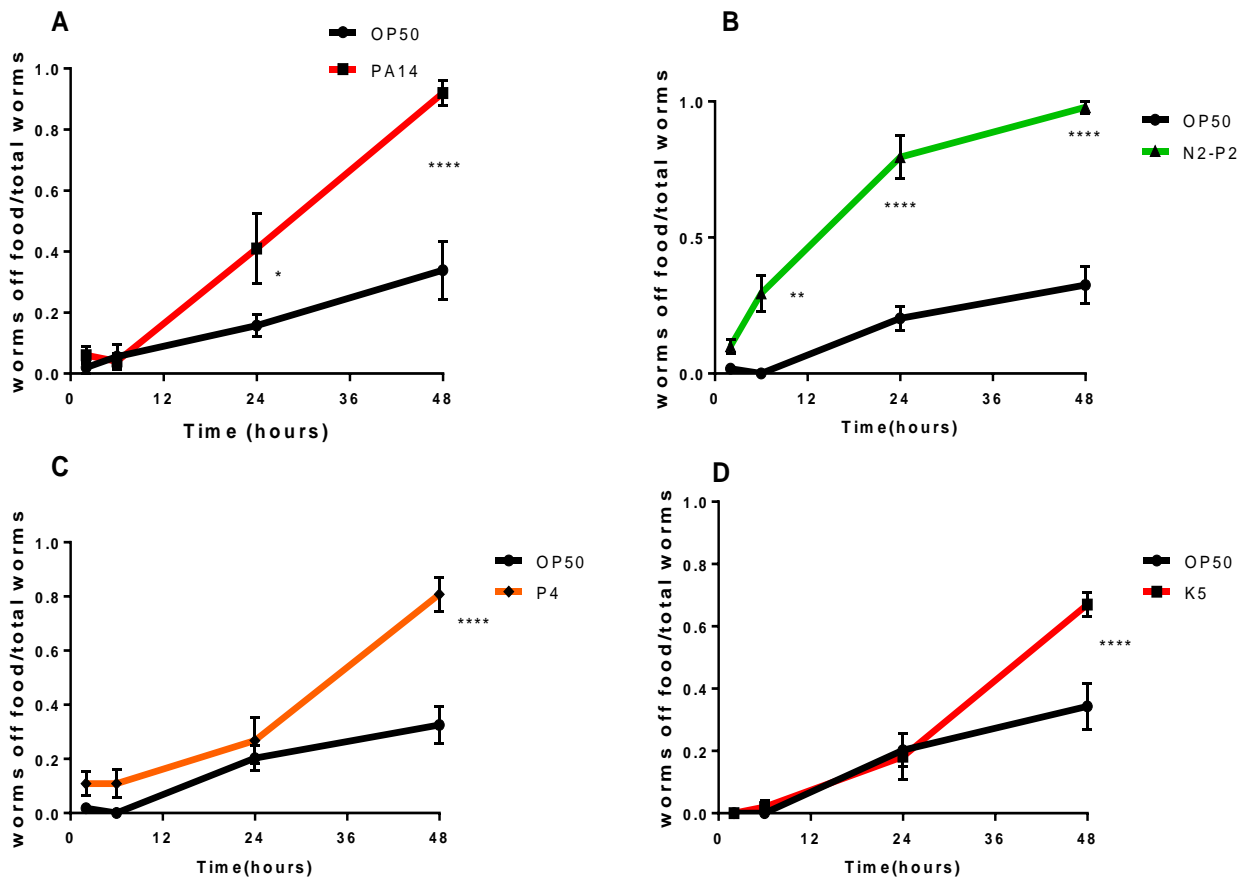 A
OP50
PA14
worms off food/total worms
1.0
0.8
0.6
0.4
0.2
0.0
****
*
0 12 24 36 48
Time (hours)
B
OP50
N2-P2
worms off food/total worms
1.0
0.5
0.0
**
****
****
0 12 24 36 48
Time(hours)
C
OP50
P4
worms off food/total worms
1.0
0.8
0.6
0.4
0.2
0.0
****
0 12 24 36 48
Time(hours)
D
OP50
K5
worms off food/total worms
1.0
0.8
0.6
0.4
0.2
0.0
****
0 12 24 36 48
Time(hours)